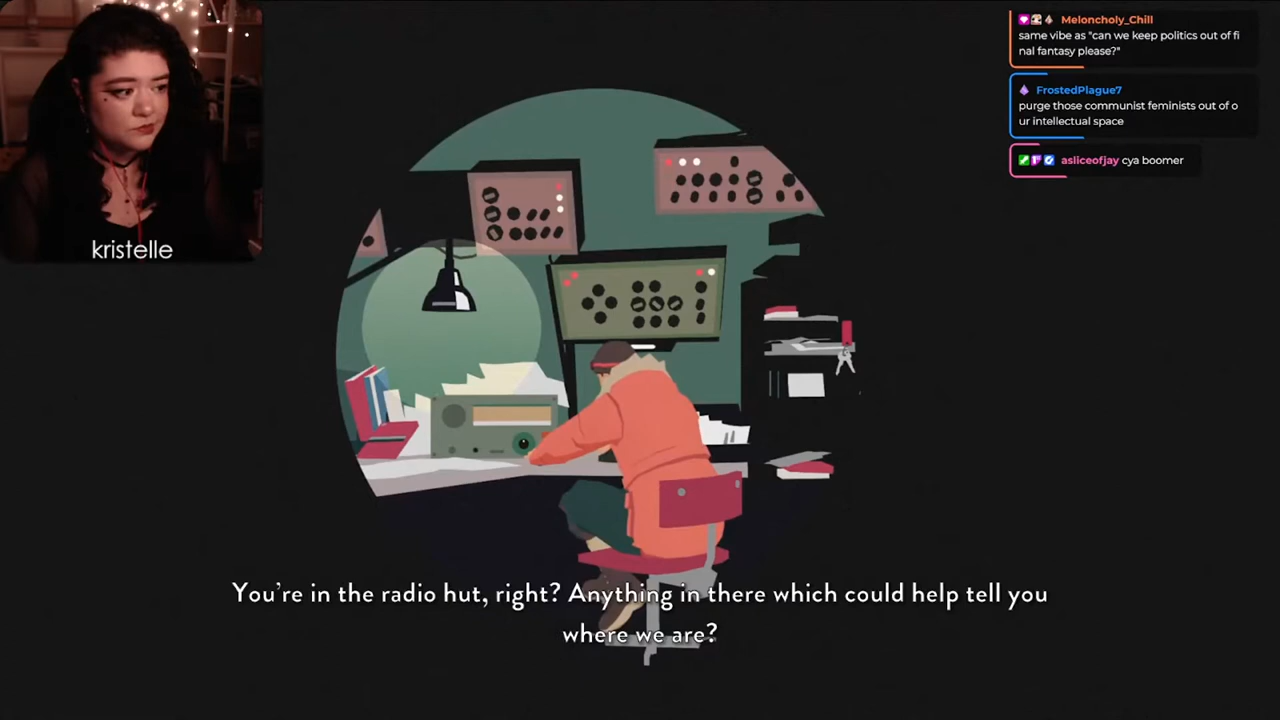 Meloncholy_Chill
same vibe as "can we keep politics out of fi
nal fantasy please?"
FrostedPlague7
purge those communist feminists out of o
ur intellectual space
asliceofjay cya boomer
kristelle
You're in the radio hut, right? Anything in there which could help tell you
where we are?